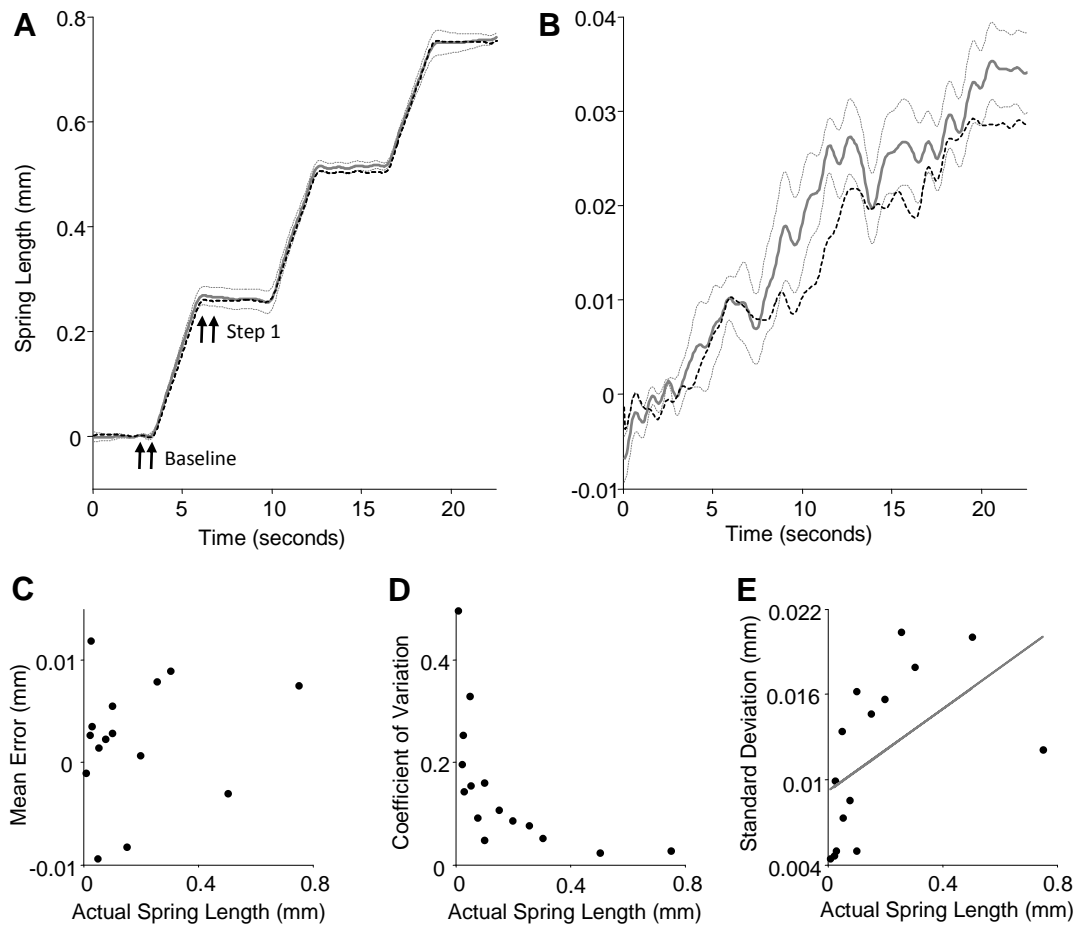 A
0.8
0.6
0.4
0.2
0
Spring Length (mm)
Step 1
Baseline
0 5 10 15 20
Time (seconds)
B
0.04
0.03
0.02
0.01
0
-0.01
0 5 10 15 20
Time (seconds)
C
0.01
0
-0.01
Mean Error (mm)
0 0.4 0.8
Actual Spring Length (mm)
D
0.4
0.2
0
Coefficient of Variation
0 0.4 0.8
Actual Spring Length (mm)
E
0.022
0.016
0.01
0.004
Standard Deviation (mm)
0 0.4 0.8
Actual Spring Length (mm)